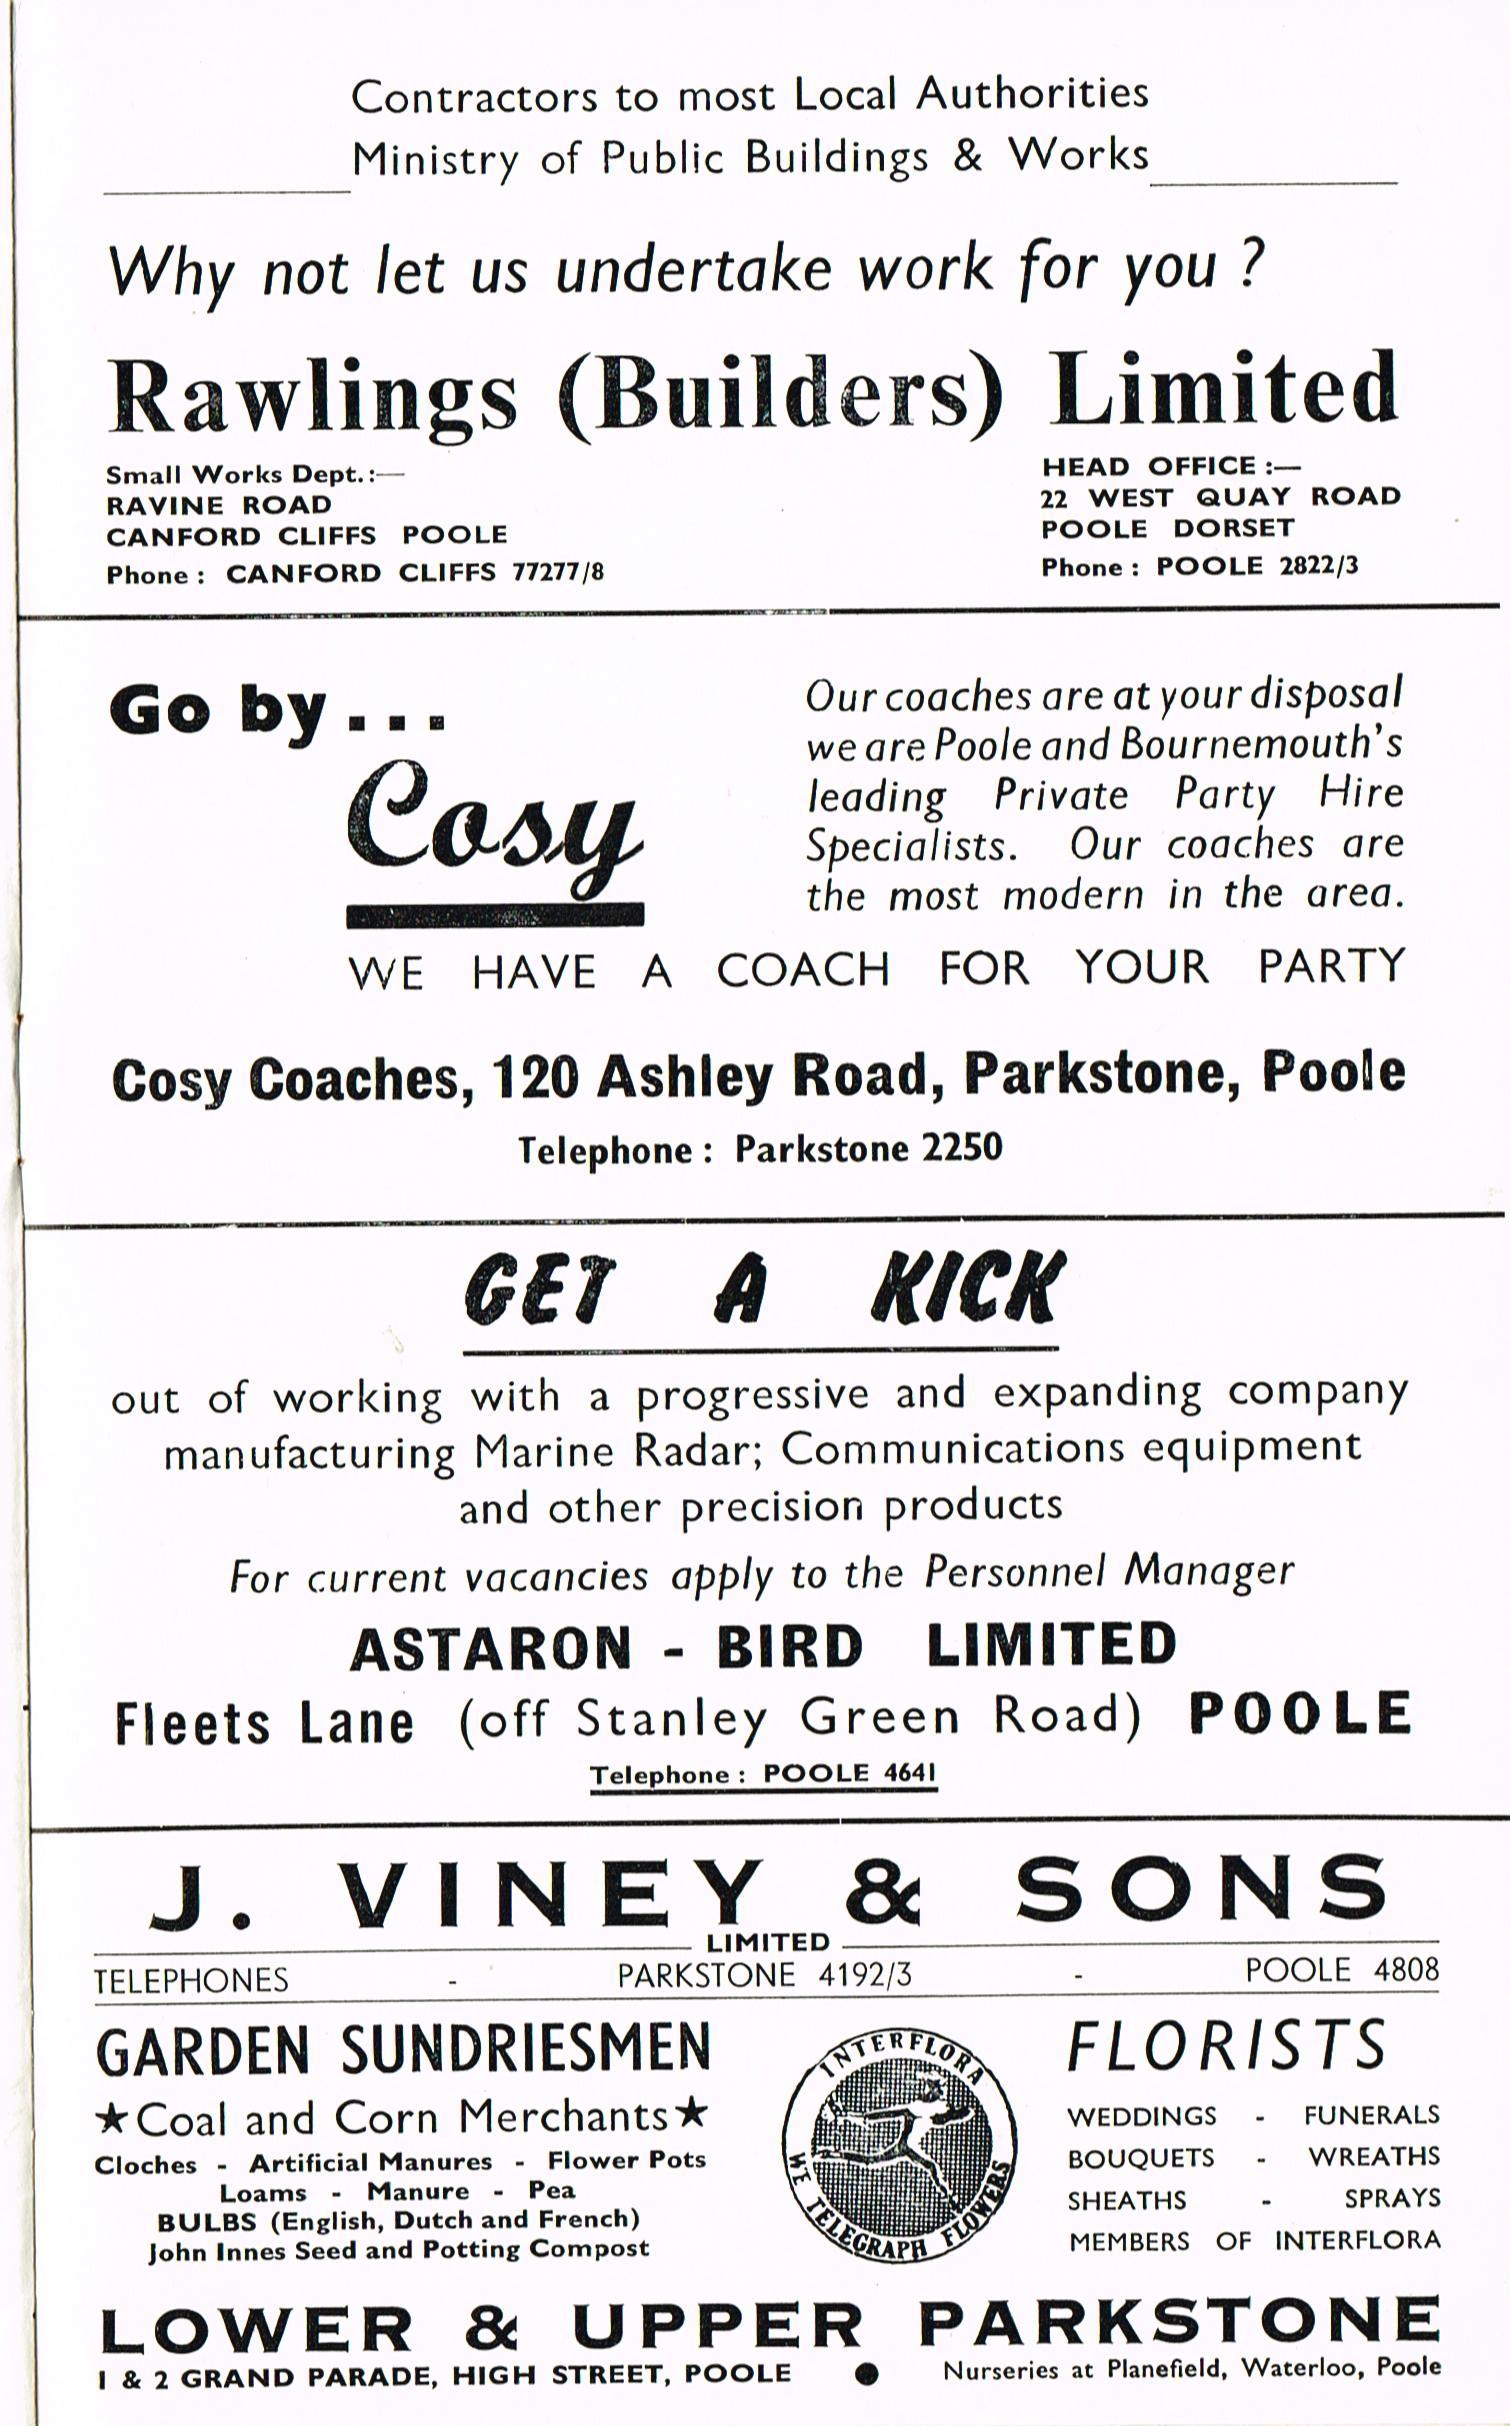 Contractors to most Local Authorities
Ministry of Public Buildings & Works
Why not let us undertake work for you ?
Rawlings (Builders) Limited
Small Works Dept. :—
RAVINE ROAD
CANFORD CLIFFS POOLE
Phone : CANFORD CLIFFS 77277/8
HEAD OFFICE :—
22 WEST QUAY ROAD
POOLE DORSET
Phone : POOLE 2822/3
Go by . . .
Cosy
Our coaches are at your disposal
we are Poole and Bournemouth's
leading Private Party Hire
Specialists. Our coaches are
the most modern in the area.
WE HAVE A COACH FOR YOUR PARTY
Cosy Coaches, 120 Ashley Road, Parkstone, Poole
Telephone : Parkstone 2250
GET A KICK
out of working with a progressive and expanding company
manufacturing Marine Radar; Communications equipment
and other precision products
For current vacancies apply to the Personnel Manager
ASTARON - BIRD LIMITED
Fleets Lane (off Stanley Green Road) POOLE
Telephone : POOLE 4641
J. VINEY & SONS
LIMITED
TELEPHONES - PARKSTONE 4192/3 - POOLE 4808
GARDEN SUNDRIESMEN
★Coal and Corn Merchants★
Cloches - Artificial Manures - Flower Pots
Loams - Manure - Pea
BULBS (English, Dutch and French)
John Innes Seed and Potting Compost
INTERFLORA
WE TELEGRAPH FLOWERS
FLORISTS
WEDDINGS - FUNERALS
BOUQUETS - WREATHS
SHEATHS - SPRAYS
MEMBERS OF INTERFLORA
LOWER & UPPER PARKSTONE
1 & 2 GRAND PARADE, HIGH STREET, POOLE ● Nurseries at Planefield, Waterloo, Poole